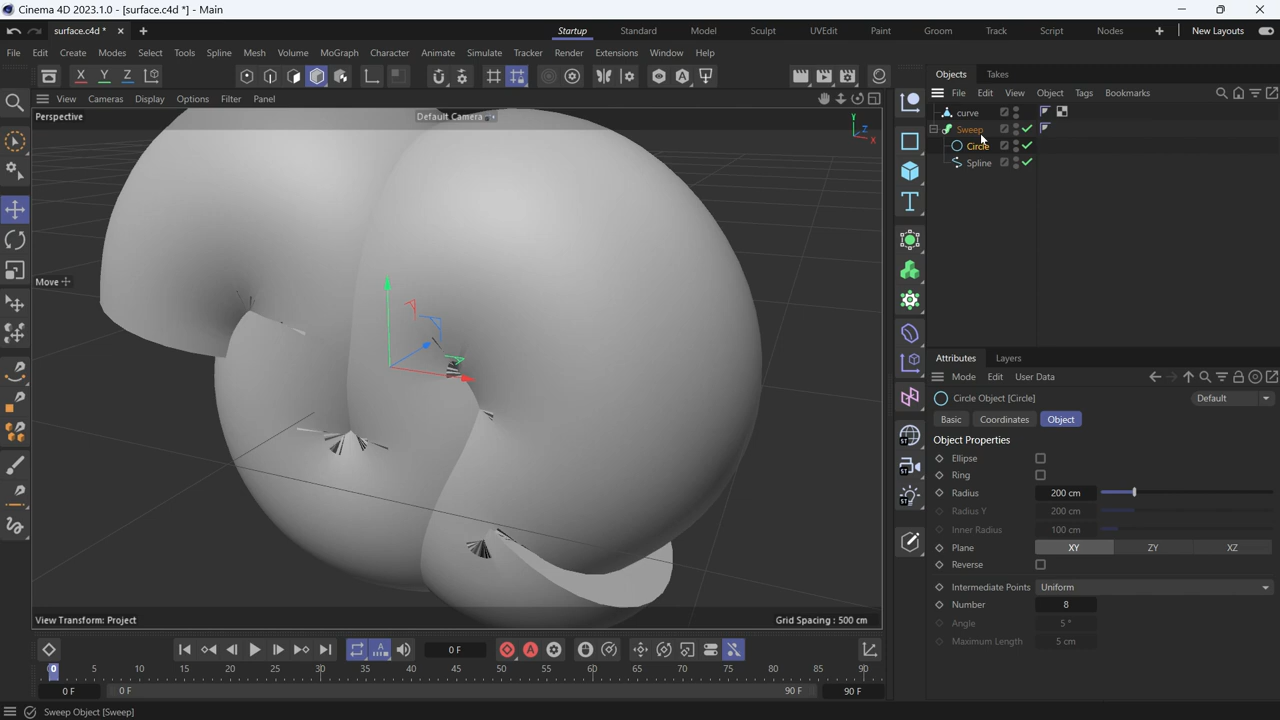 Cinema 4D 2023.1.0 - [surface.c4d *] - Main
surface.c4d *
Startup Standard Model Sculpt UVEdit Paint Groom Track Script Nodes New Layouts
File Edit Create Modes Select Tools Spline Mesh Volume MoGraph Character Animate Simulate Tracker Render Extensions Window Help
X Y Z
Objects Takes
View Cameras Display Options Filter Panel
File Edit View Object Tags Bookmarks
Perspective
Default Camera
Y
Z
X
curve
Sweep
Circle
Spline
Move
Attributes Layers
Mode Edit User Data
Circle Object [Circle]
Default
Basic Coordinates Object
Object Properties
Ellipse
Ring
Radius 200 cm
Radius Y 200 cm
Inner Radius 100 cm
Plane XY ZY XZ
Reverse
Intermediate Points Uniform
Number 8
Angle 5 °
Maximum Length 5 cm
View Transform: Project
Grid Spacing : 500 cm
0 F
0 5 10 15 20 25 30 35 40 45 50 55 60 65 70 75 80 85 90
0 F 0 F 90 F 90 F
Sweep Object [Sweep]